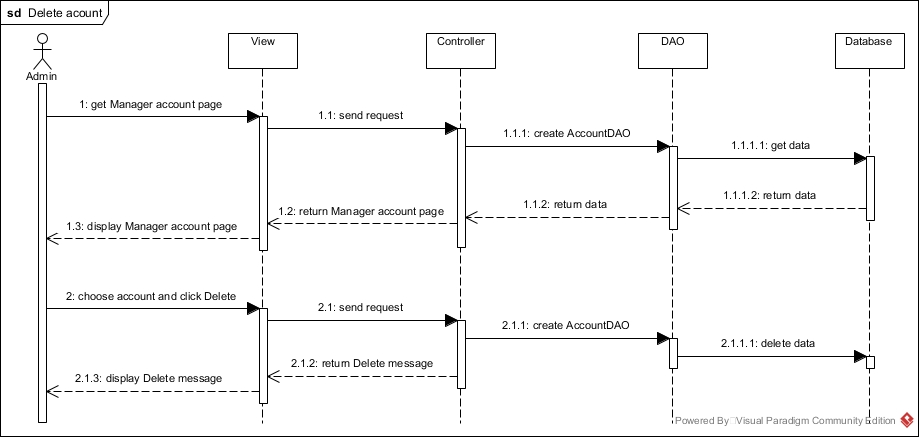 sd Delete acount
Admin
View
Controller
DAO
Database
1: get Manager account page
1.1: send request
1.1.1: create AccountDAO
1.1.1.1: get data
1.1.1.2: return data
1.1.2: return data
1.2: return Manager account page
1.3: display Manager account page
2: choose account and click Delete
2.1: send request
2.1.1: create AccountDAO
2.1.1.1: delete data
2.1.2: return Delete message
2.1.3: display Delete message
Powered By Visual Paradigm Community Edition